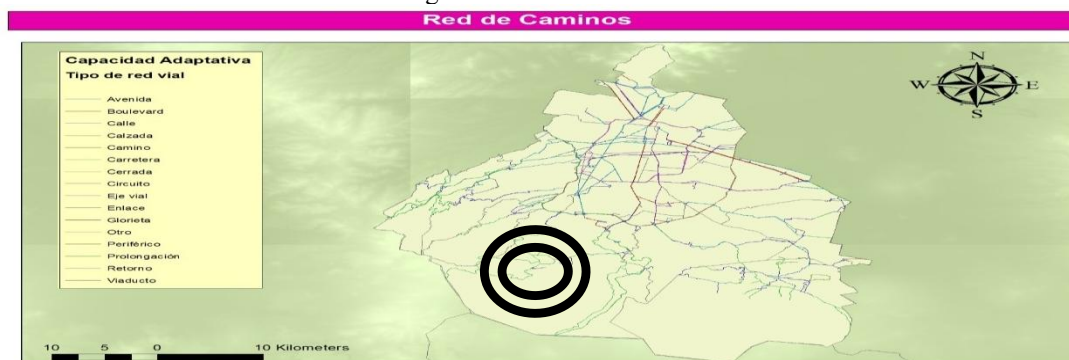 Red de Caminos
Capacidad Adaptativa
Tipo de red vial
Avenida
Boulevard
Calle
Calzada
Camino
Carretera
Cerrada
Circuito
Eje vial
Enlace
Glorieta
Otro
Periférico
Prolongación
Retorno
Viaducto
N
W E
S
10 5 0 10 Kilometers